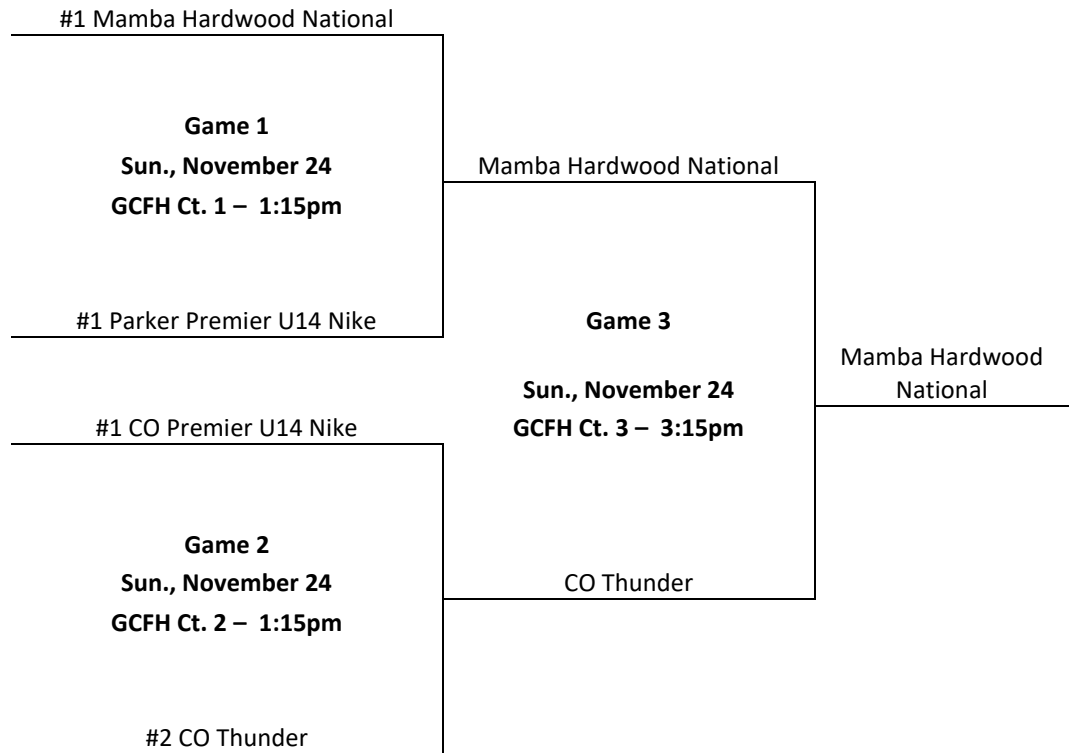 #1 Mamba Hardwood National
Game 1
Sun., November 24
GCFH Ct. 1 – 1:15pm
#1 Parker Premier U14 Nike
#1 CO Premier U14 Nike
Game 2
Sun., November 24
GCFH Ct. 2 – 1:15pm
#2 CO Thunder
Mamba Hardwood National
Game 3
Sun., November 24
GCFH Ct. 3 – 3:15pm
CO Thunder
Mamba Hardwood
National